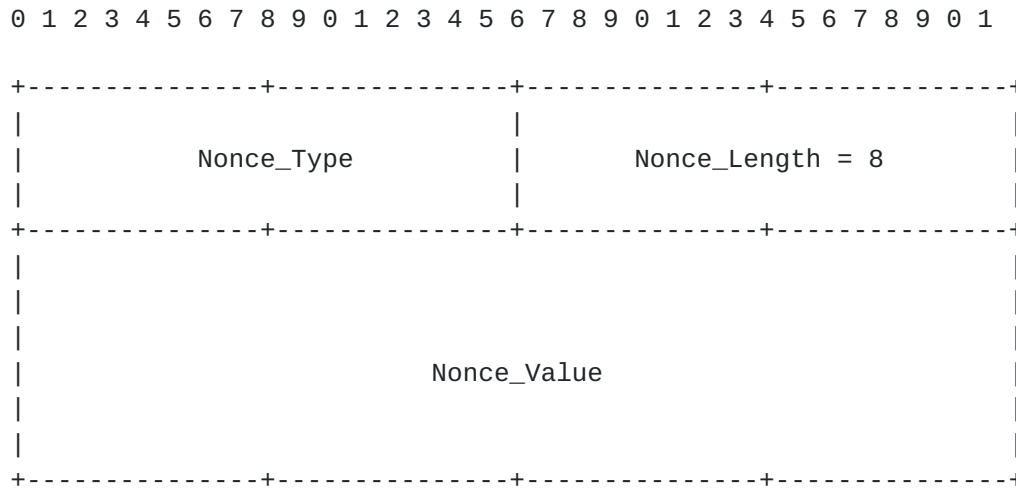 0 1 2 3 4 5 6 7 8 9 0 1 2 3 4 5 6 7 8 9 0 1 2 3 4 5 6 7 8 9 0 1
+---------------+---------------+---------------+---------------+
|                               |                               |
|           Nonce_Type          |       Nonce_Length = 8        |
|                               |                               |
+---------------+---------------+---------------+---------------+
|                                                               |
|                                                               |
|                                                               |
|                          Nonce_Value                          |
|                                                               |
|                                                               |
+---------------+---------------+---------------+---------------+